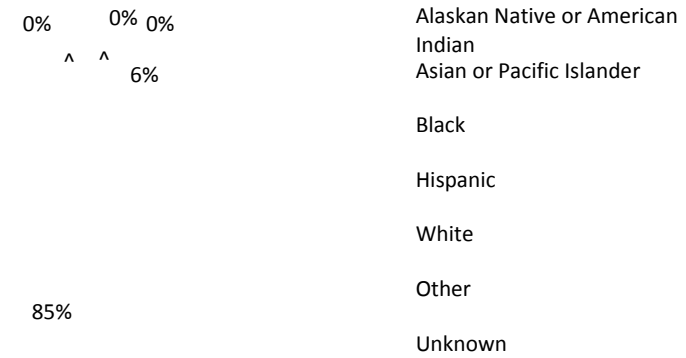 0% 0% 0%
^ ^
6%
85%
Alaskan Native or American
Indian
Asian or Pacific Islander
Black
Hispanic
White
Other
Unknown